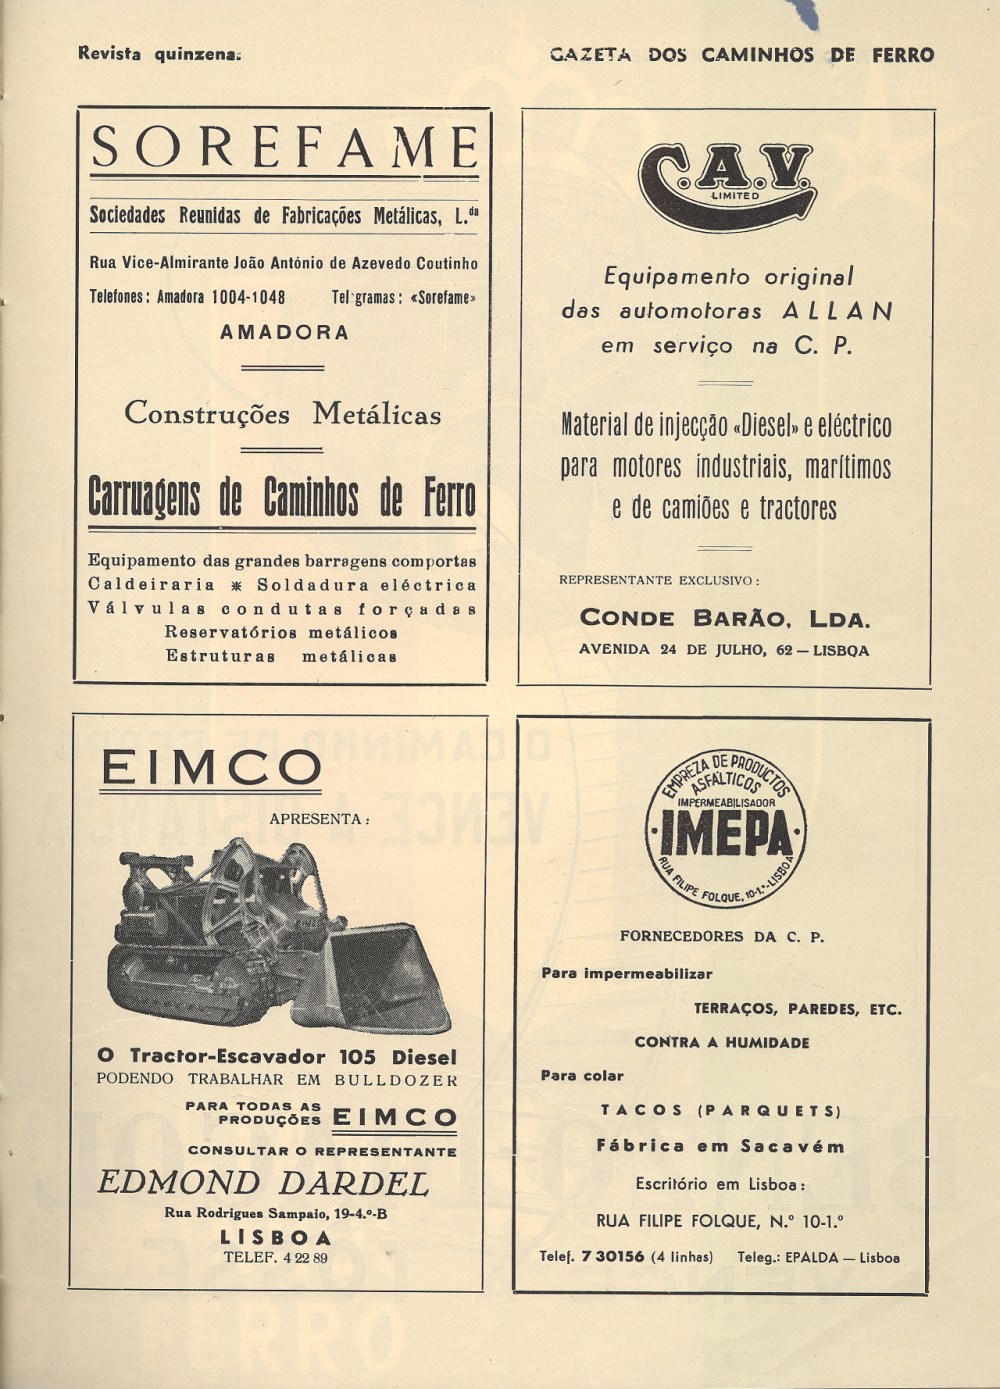 Revista quinzenal
GAZETA DOS CAMINHOS DE FERRO
SOREFAME
Sociedades Reunidas de Fabricações Metálicas, L.da
Rua Vice-Almirante João António de Azevedo Coutinho
Telefones: Amadora 1004-1048 Telegramas: «Sorefame»
AMADORA
Construções Metálicas
Carruagens de Caminhos de Ferro
Equipamento das grandes barragens comportas
Caldeiraria ✳ Soldadura eléctrica
Válvulas condutas forçadas
Reservatórios metálicos
Estruturas metálicas
C.A.V.
LIMITED
Equipamento original
das automotoras ALLAN
em serviço na C. P.
Material de injecção «Diesel» e eléctrico
para motores industriais, marítimos
e de camiões e tractores
REPRESENTANTE EXCLUSIVO:
CONDE BARÃO, LDA.
AVENIDA 24 DE JULHO, 62 — LISBOA
EIMCO
APRESENTA:
O Tractor-Escavador 105 Diesel
PODENDO TRABALHAR EM BULLDOZER
PARA TODAS AS
PRODUÇÕES EIMCO
CONSULTAR O REPRESENTANTE
EDMOND DARDEL
Rua Rodrigues Sampaio, 19-4.º-B
LISBOA
TELEF. 4 22 89
EMPREZA DE PRODUCTOS
ASFÁLTICOS
IMPERMEABILISADOR
IMEPA
RUA FILIPE FOLQUE, 10-1.º-LISBOA
FORNECEDORES DA C. P.
Para impermeabilizar
TERRAÇOS, PAREDES, ETC.
CONTRA A HUMIDADE
Para colar
TACOS (PARQUETS)
Fábrica em Sacavém
Escritório em Lisboa:
RUA FILIPE FOLQUE, N.º 10-1.º
Telef. 7 30156 (4 linhas) Teleg.: EPALDA — Lisboa